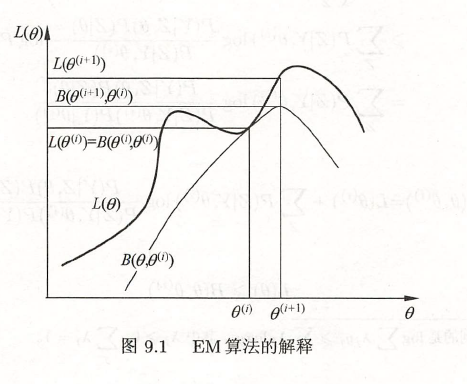 L(θ)
L(θ^(i+1))
B(θ^(i+1),θ^(i))
L(θ^(i))=B(θ^(i),θ^(i))
L(θ)
B(θ,θ^(i))
θ^(i) θ^(i+1) θ
图 9.1 EM 算法的解释